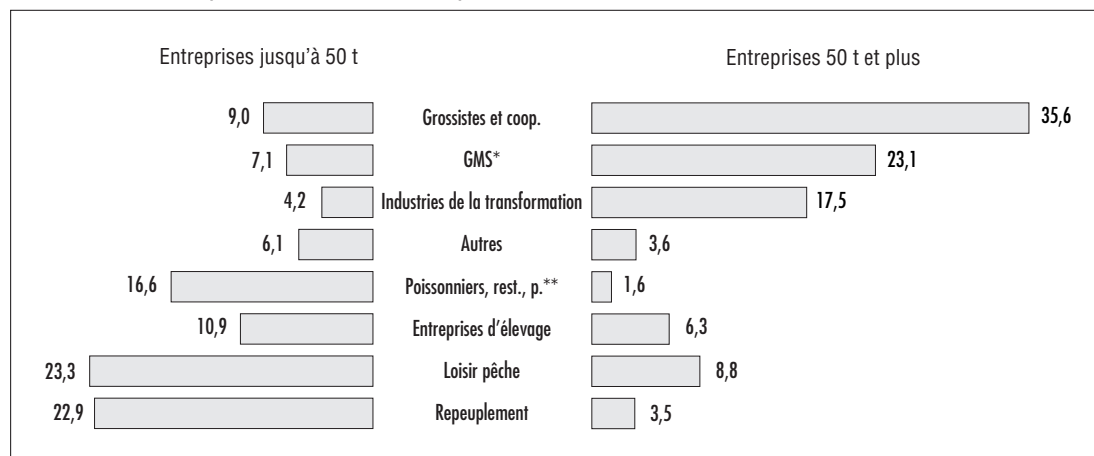 Entreprises jusqu'à 50 t Entreprises 50 t et plus
9,0 Grossistes et coop. 35,6
7,1 GMS* 23,1
4,2 Industries de la transformation 17,5
6,1 Autres 3,6
16,6 Poissonniers, rest., p.** 1,6
10,9 Entreprises d'élevage 6,3
23,3 Loisir pêche 8,8
22,9 Repeuplement 3,5